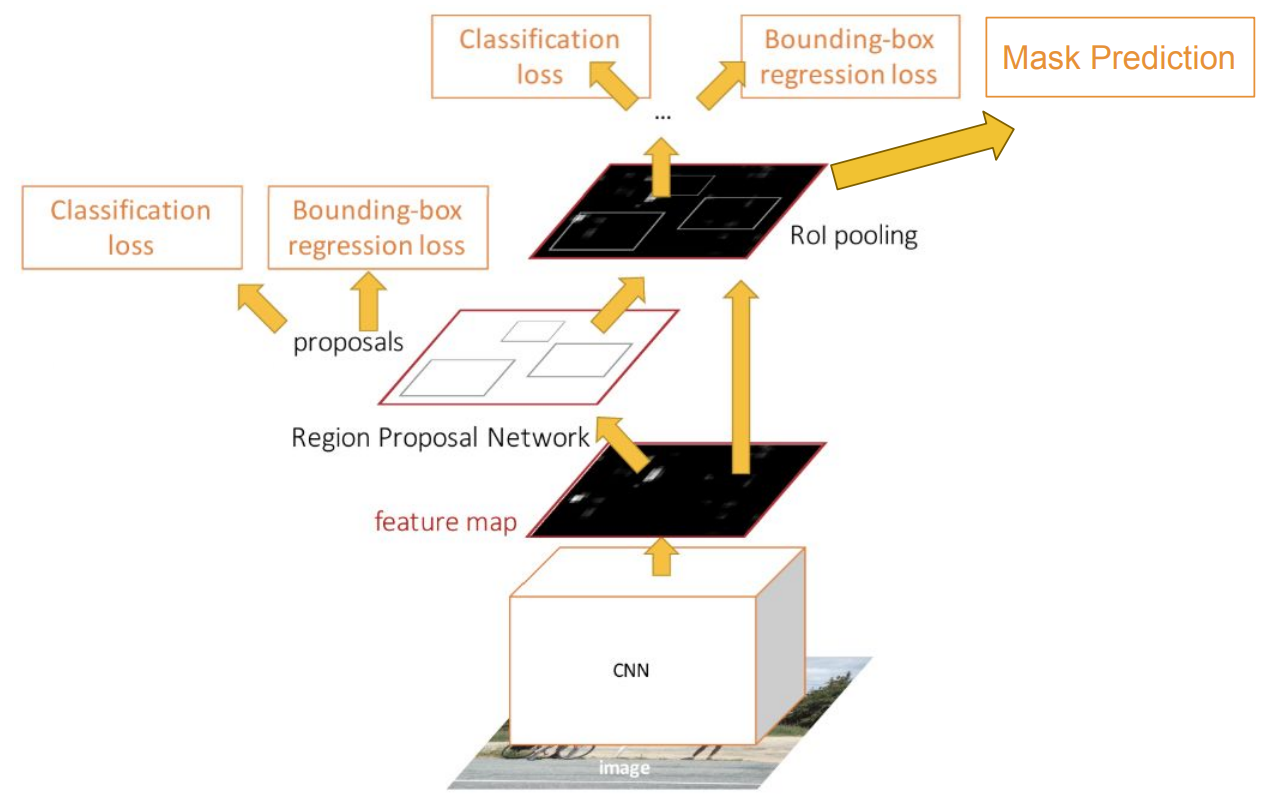 Classification
loss
Bounding-box
regression loss
Mask Prediction
...
Classification
loss
Bounding-box
regression loss
RoI pooling
proposals
Region Proposal Network
feature map
CNN
image